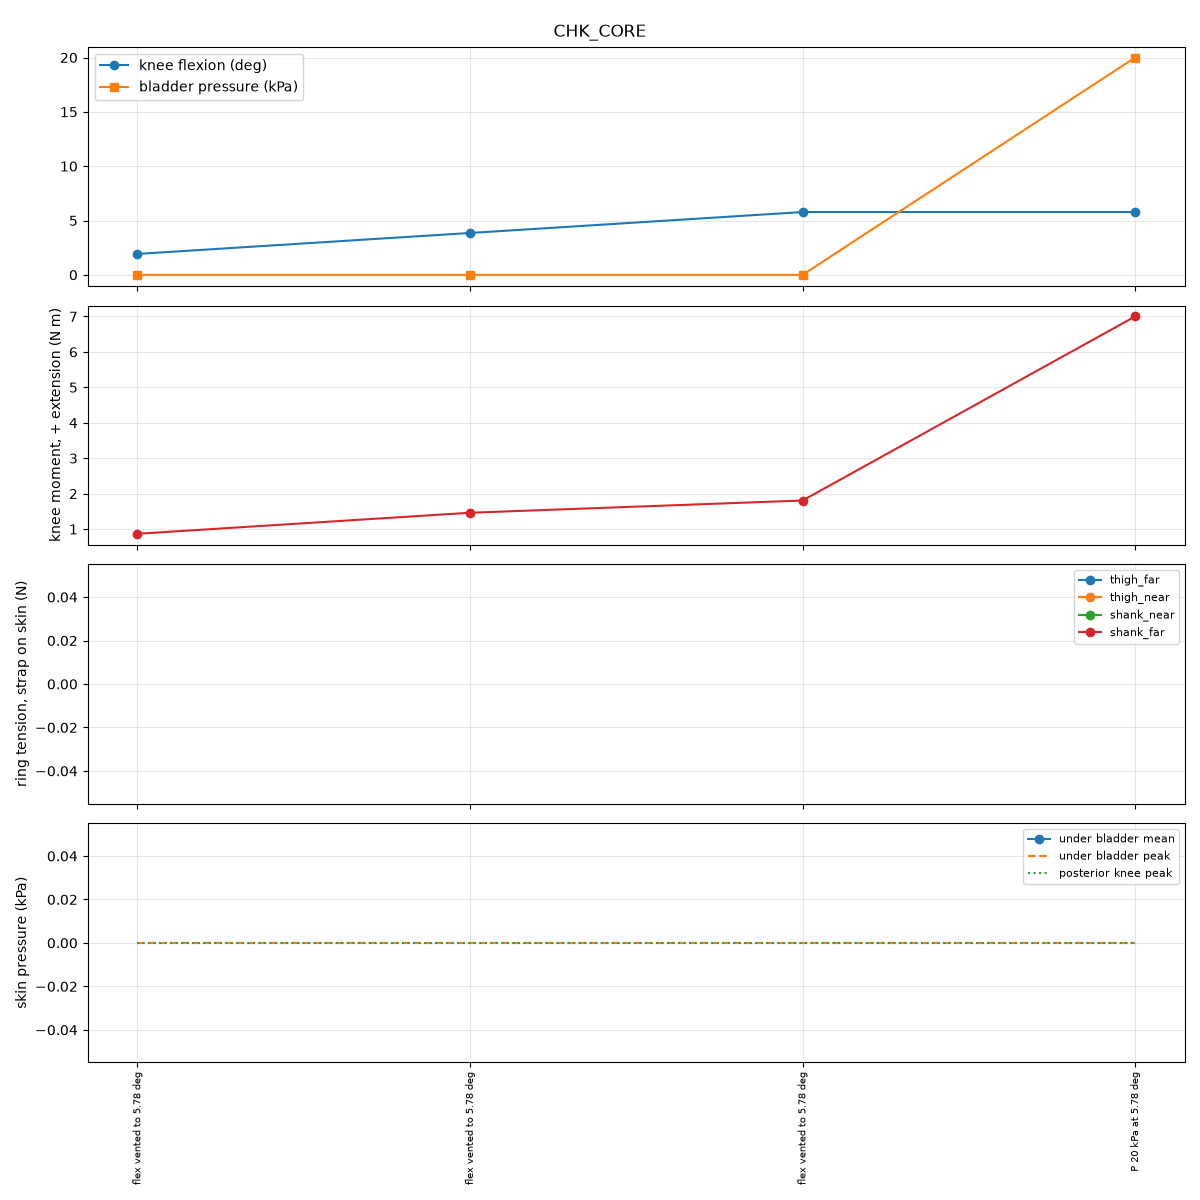 CHK_CORE
knee flexion (deg)
bladder pressure (kPa)
20
15
10
5
0
knee moment, + extension (N m)
7
6
5
4
3
2
1
ring tension, strap on skin (N)
thigh_far
thigh_near
shank_near
shank_far
0.04
0.02
0.00
−0.02
−0.04
skin pressure (kPa)
under bladder mean
under bladder peak
posterior knee peak
0.04
0.02
0.00
−0.02
−0.04
flex vented to 5.78 deg
flex vented to 5.78 deg
flex vented to 5.78 deg
P 20 kPa at 5.78 deg